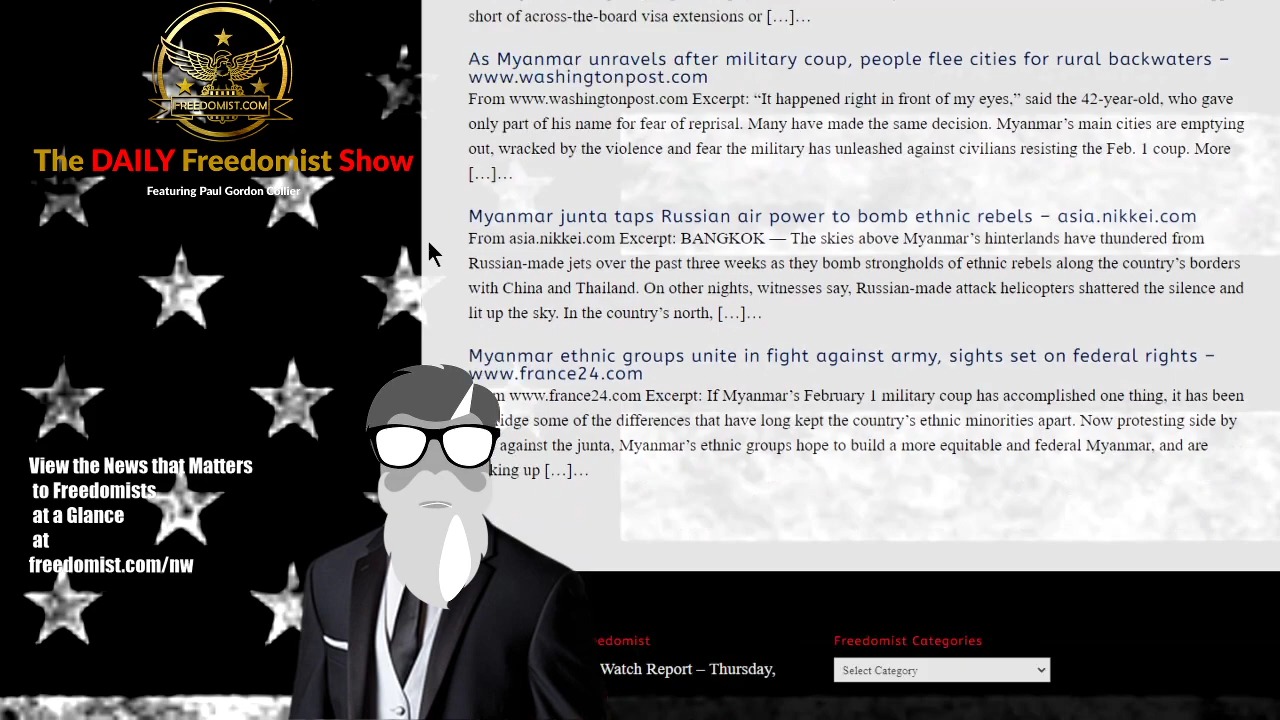 FREEDOMIST.COM
The DAILY Freedomist Show
Featuring Paul Gordon Collier
View the News that Matters
to Freedomists
at a Glance
at
freedomist.com/nw
short of across-the-board visa extensions or […]…
As Myanmar unravels after military coup, people flee cities for rural backwaters –
www.washingtonpost.com
From www.washingtonpost.com Excerpt: “It happened right in front of my eyes,” said the 42-year-old, who gave
only part of his name for fear of reprisal. Many have made the same decision. Myanmar’s main cities are emptying
out, wracked by the violence and fear the military has unleashed against civilians resisting the Feb. 1 coup. More
[…]…
Myanmar junta taps Russian air power to bomb ethnic rebels – asia.nikkei.com
From asia.nikkei.com Excerpt: BANGKOK — The skies above Myanmar’s hinterlands have thundered from
Russian-made jets over the past three weeks as they bomb strongholds of ethnic rebels along the country’s borders
with China and Thailand. On other nights, witnesses say, Russian-made attack helicopters shattered the silence and
lit up the sky. In the country’s north, […]…
Myanmar ethnic groups unite in fight against army, sights set on federal rights –
www.france24.com
www.france24.com Excerpt: If Myanmar’s February 1 military coup has accomplished one thing, it has been
some of the differences that have long kept the country’s ethnic minorities apart. Now protesting side by
against the junta, Myanmar’s ethnic groups hope to build a more equitable and federal Myanmar, and are
up […]…
Watch Report – Thursday,
Freedomist Categories
Select Category